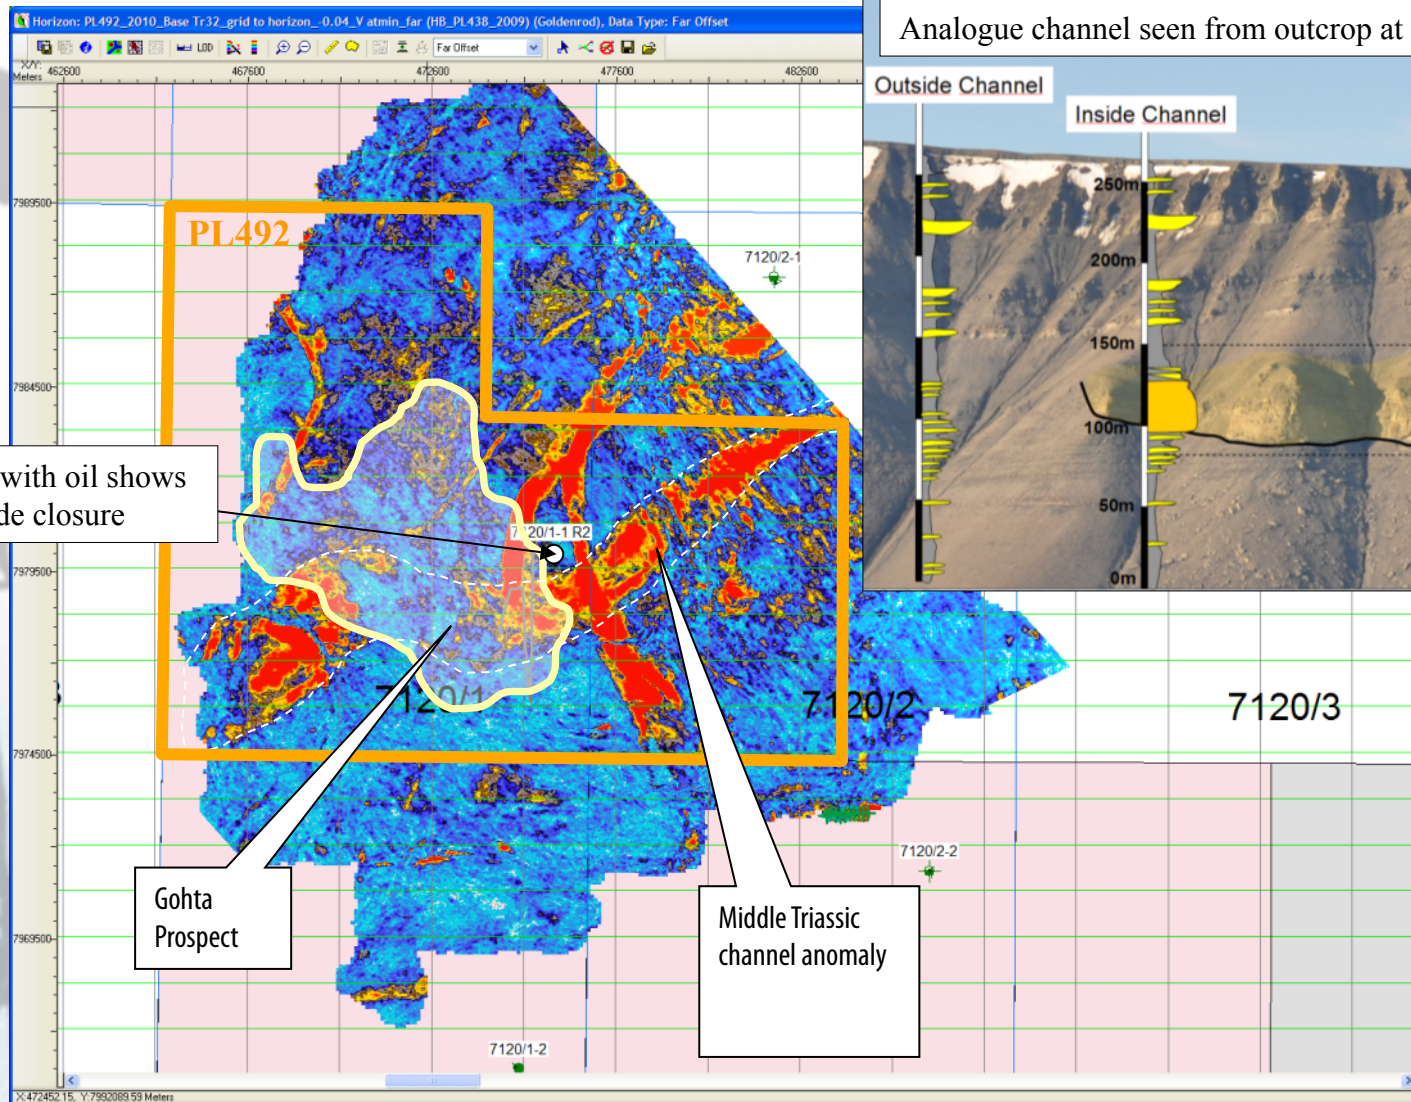 Horizon: PL492_2010_Base Tr32_grid to horizon_-0.04_V atmin_far (HB_PL438_2009) (Goldenrod), Data Type: Far Offset
LOD
Far Offset
X/Y:
Meters
462600
467600
472600
477600
482600
Analogue channel seen from outcrop at
Outside Channel
Inside Channel
250m
200m
150m
100m
50m
0m
7989500
7984500
7979500
7974500
7969500
PL492
7120/2-1
with oil shows
de closure
7120/1-1 R2
7120/1
7120/2
7120/3
7120/2-2
Gohta
Prospect
Middle Triassic
channel anomaly
7120/1-2
X:472452.15, Y:7992089.59 Meters